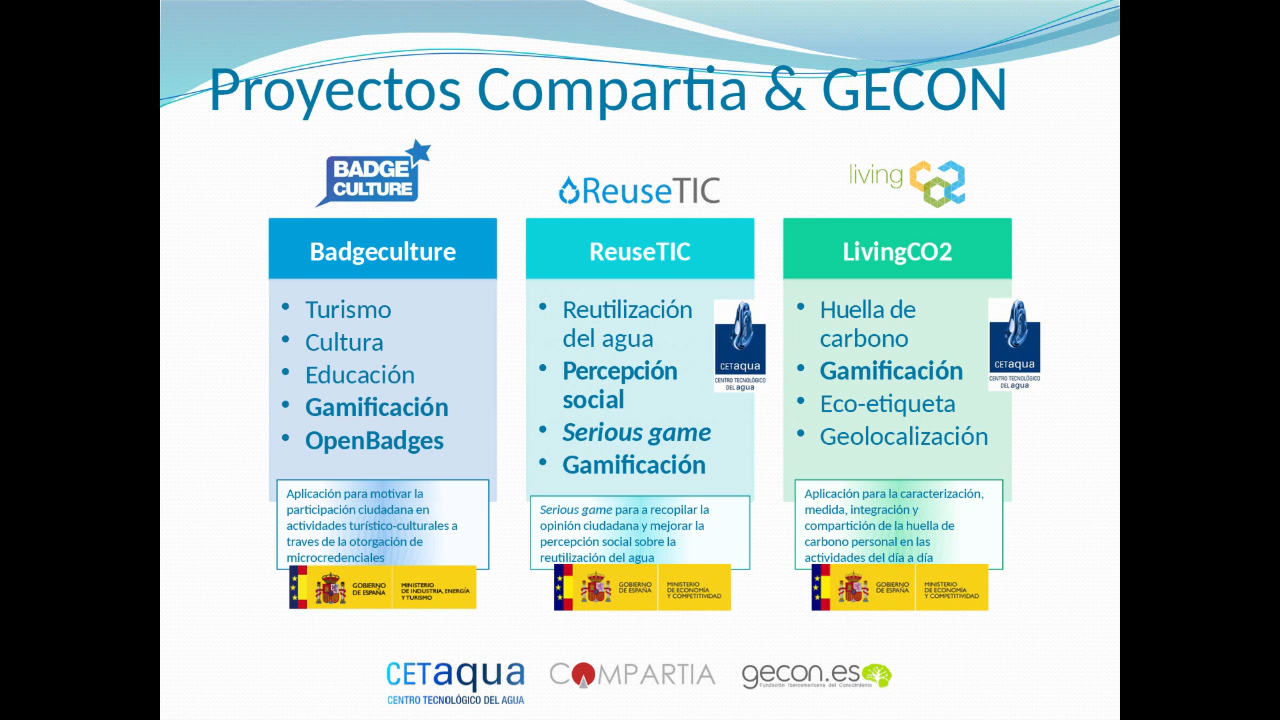 Proyectos Compartia & GECON
BADGE
CULTURE
ReuseTIC
living
Badgeculture
ReuseTIC
LivingCO2
• Turismo
• Cultura
• Educación
• Gamificación
• OpenBadges
Aplicación para motivar la
participación ciudadana en
actividades turístico-culturales a
traves de la otorgación de
microcredenciales
GOBIERNO
DE ESPAÑA
MINISTERIO
DE INDUSTRIA, ENERGÍA
Y TURISMO
• Reutilización
del agua
• Percepción
social
• Serious game
• Gamificación
CETaqua
CENTRO TECNOLÓGICO
DEL agua
Serious game para a recopilar la
opinión ciudadana y mejorar la
percepción social sobre la
reutilización del agua
GOBIERNO
DE ESPAÑA
MINISTERIO
DE ECONOMÍA
Y COMPETITIVIDAD
• Huella de
carbono
• Gamificación
• Eco-etiqueta
• Geolocalización
CETaqua
CENTRO TECNOLÓGICO
DEL agua
Aplicación para la caracterización,
medida, integración y
compartición de la huella de
carbono personal en las
actividades del día a día
GOBIERNO
DE ESPAÑA
MINISTERIO
DE ECONOMÍA
Y COMPETITIVIDAD
CETaqua
CENTRO TECNOLÓGICO DEL AGUA
COMPARTIA
gecon.es
Fundación Iberoamericana del Conocimiento